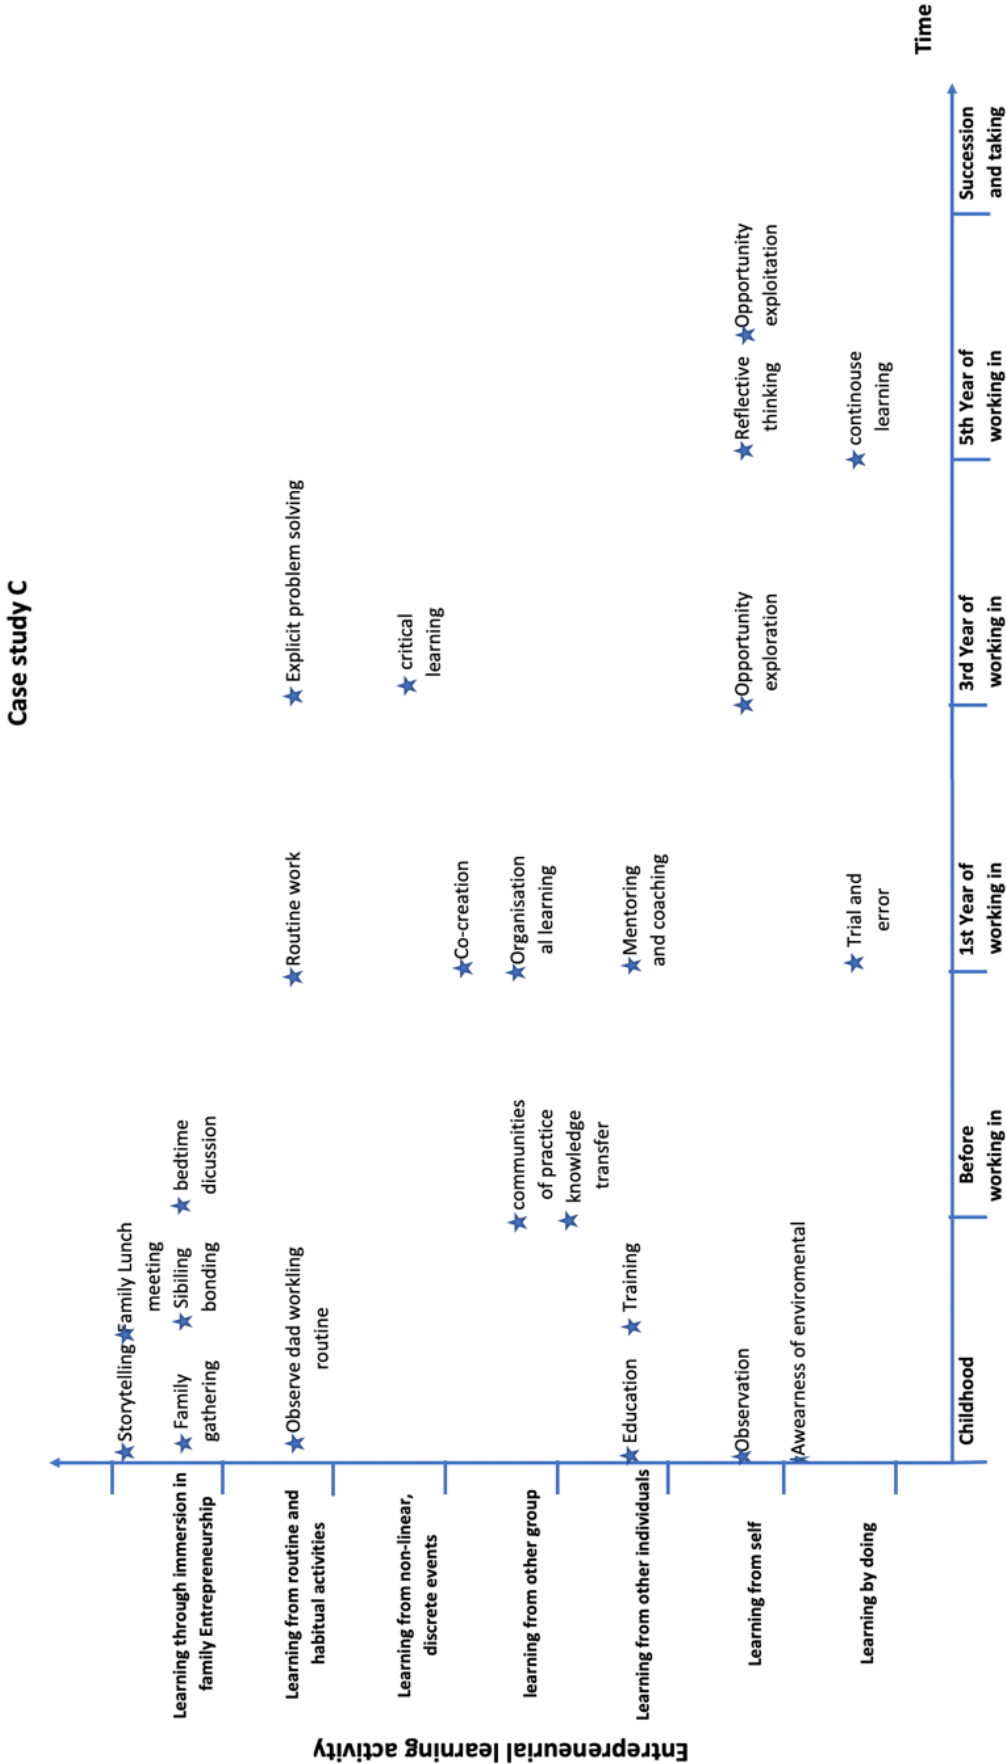 Case study C
Entrepreneurial learning activity
Learning through immersion in
family Entrepreneurship
Storytelling
Family Lunch
meeting
Family
gathering
Sibiling
bonding
bedtime
dicussion
Learning from routine and
habitual activities
Observe dad workling
routine
Routine work
Explicit problem solving
Learning from non-linear,
discrete events
critical
learning
learning from other group
Co-creation
communities
of practice
Organisation
al learning
knowledge
transfer
Learning from other individuals
Education
Training
Mentoring
and coaching
Learning from self
Observation
Opportunity
exploration
Reflective
thinking
Opportunity
exploitation
Awearness of enviromental
Learning by doing
Trial and
error
continouse
learning
Childhood
Before
working in
1st Year of
working in
3rd Year of
working in
5th Year of
working in
Succession
and taking
Time